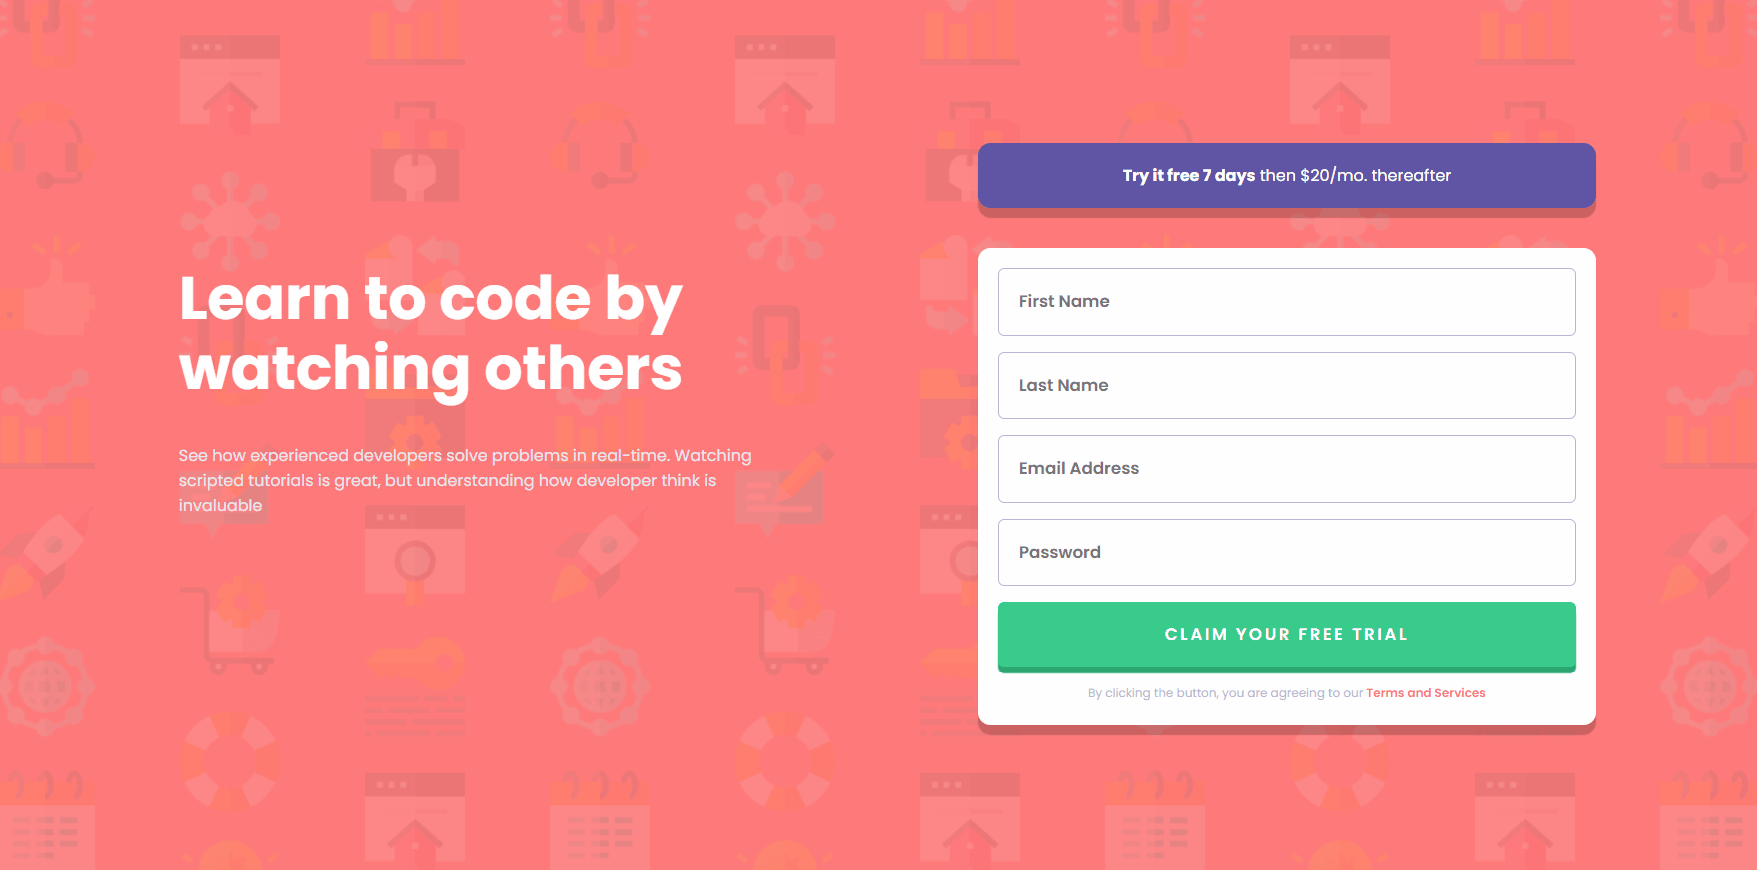 Learn to code by
watching others
See how experienced developers solve problems in real-time. Watching
scripted tutorials is great, but understanding how developer think is
invaluable
Try it free 7 days then $20/mo. thereafter
First Name
Last Name
Email Address
Password
CLAIM YOUR FREE TRIAL
By clicking the button, you are agreeing to our Terms and Services